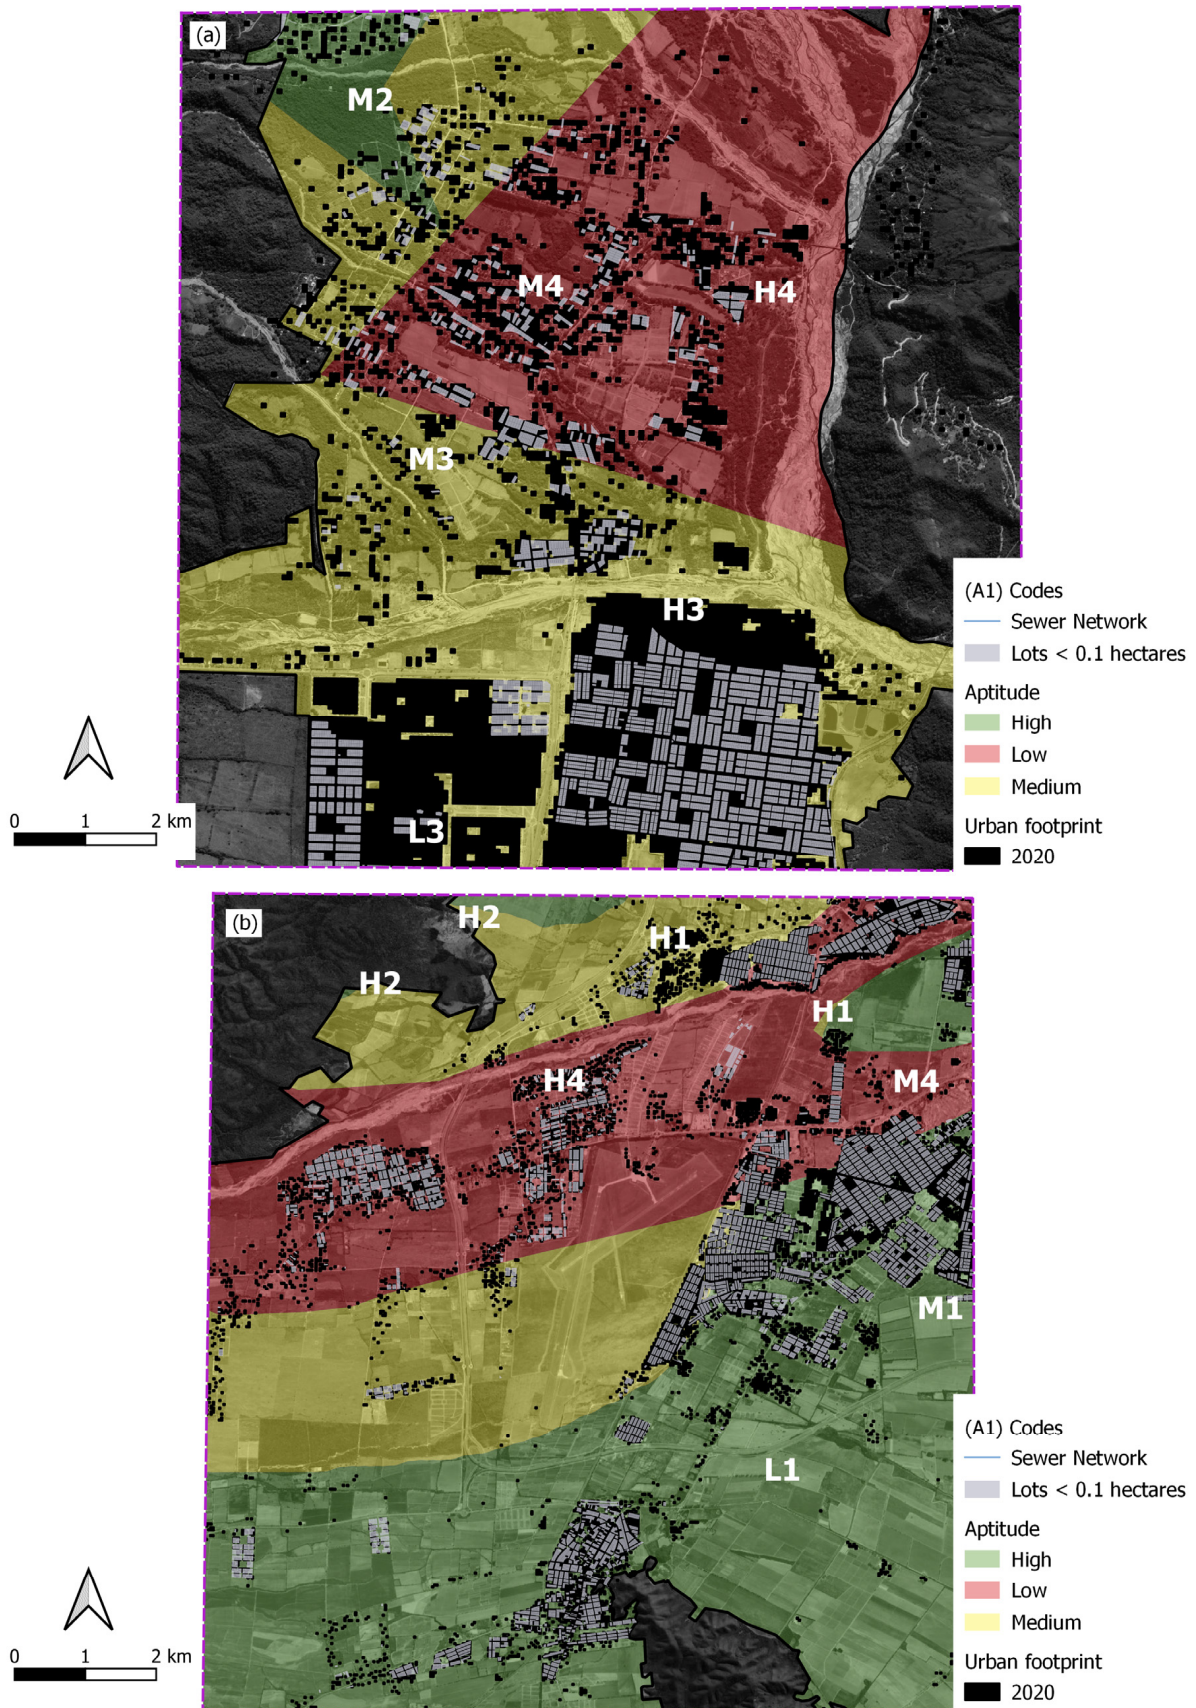 (a)
M2
M4
H4
M3
H3
L3
(A1) Codes
Sewer Network
Lots < 0.1 hectares
Aptitude
High
Low
Medium
Urban footprint
2020
0 1 2 km
(b)
H2
H1
H2
H1
H4
M4
M1
L1
(A1) Codes
Sewer Network
Lots < 0.1 hectares
Aptitude
High
Low
Medium
Urban footprint
2020
0 1 2 km